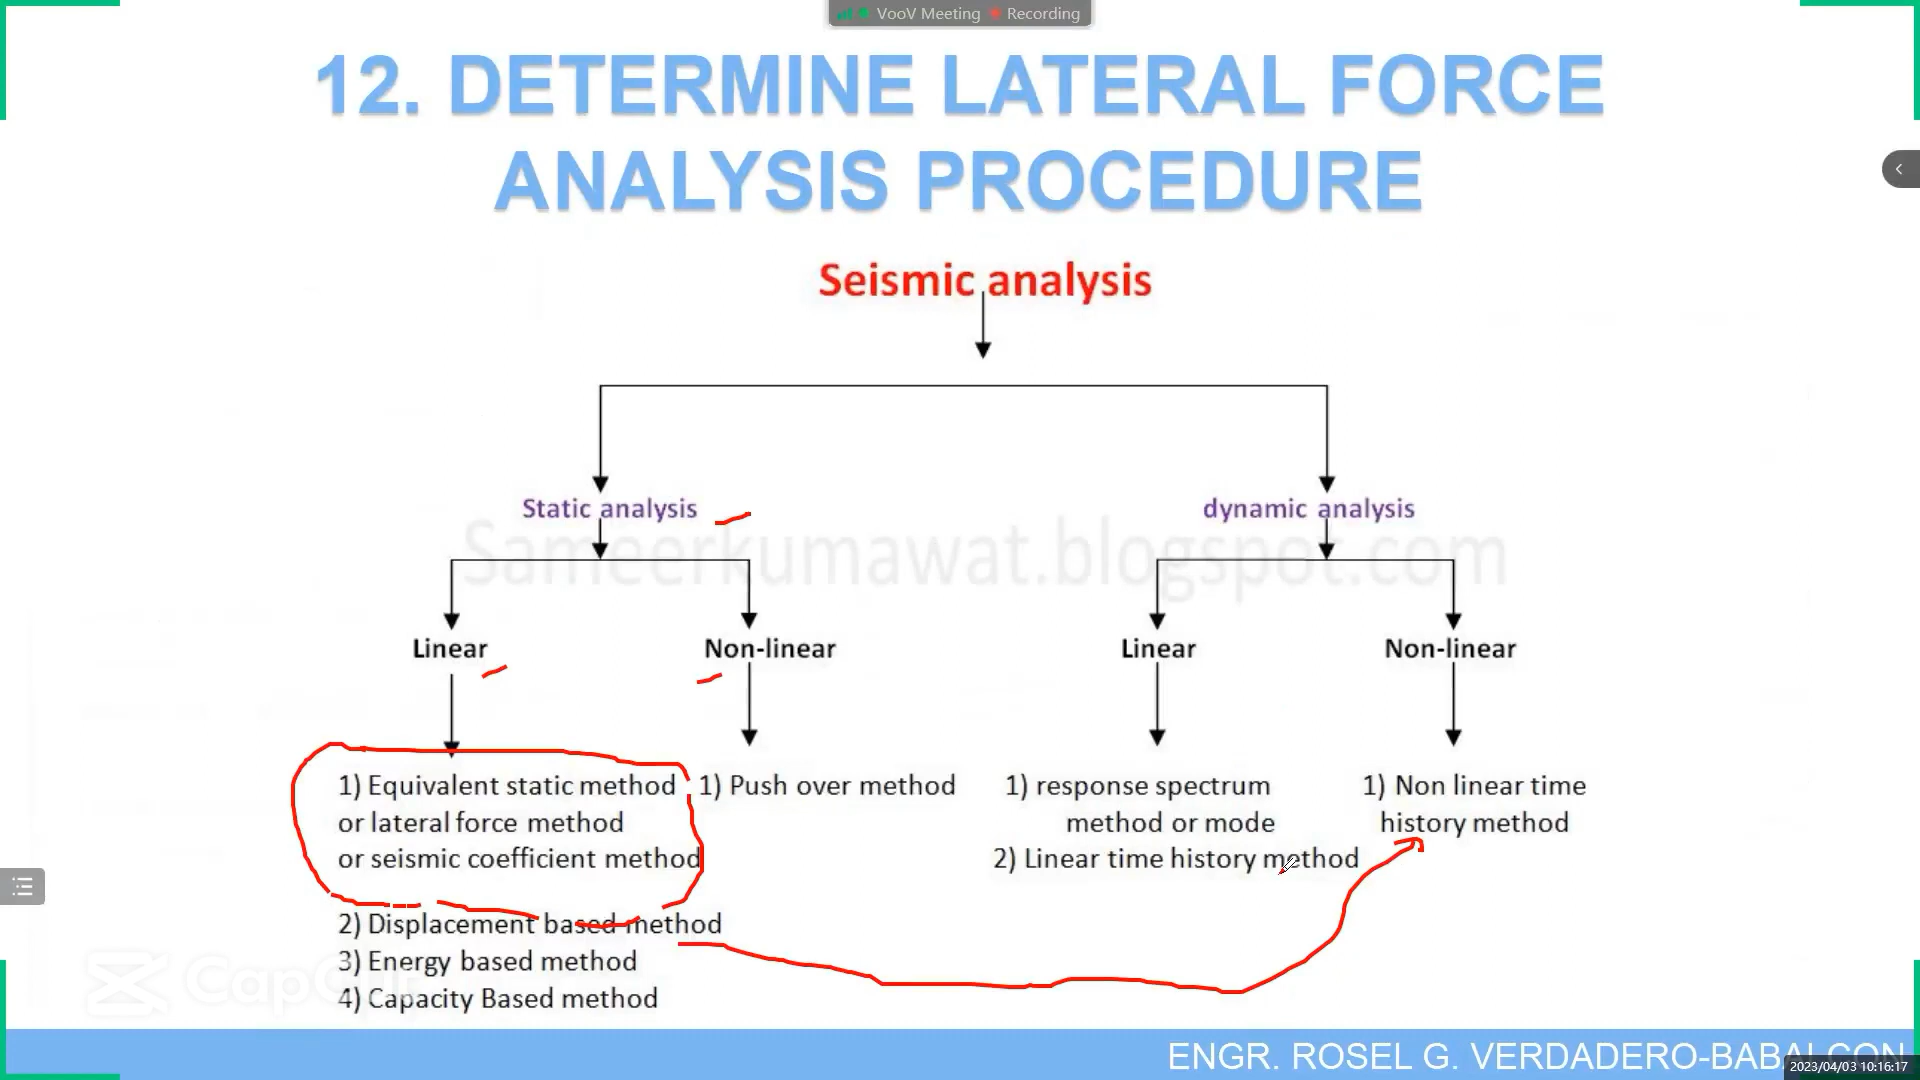 VooV Meeting Recording
12. DETERMINE LATERAL FORCE
ANALYSIS PROCEDURE
Seismic analysis
Static analysis
dynamic analysis
Sameerkumawat.blogspot.com
Linear
Non-linear
Linear
Non-linear
1) Equivalent static method
or lateral force method
or seismic coefficient method
2) Displacement based method
3) Energy based method
4) Capacity Based method
1) Push over method
1) response spectrum
method or mode
2) Linear time history method
1) Non linear time
history method
CapCut
ENGR. ROSEL G. VERDADERO-BABALCON
2023/04/03 10:16:17